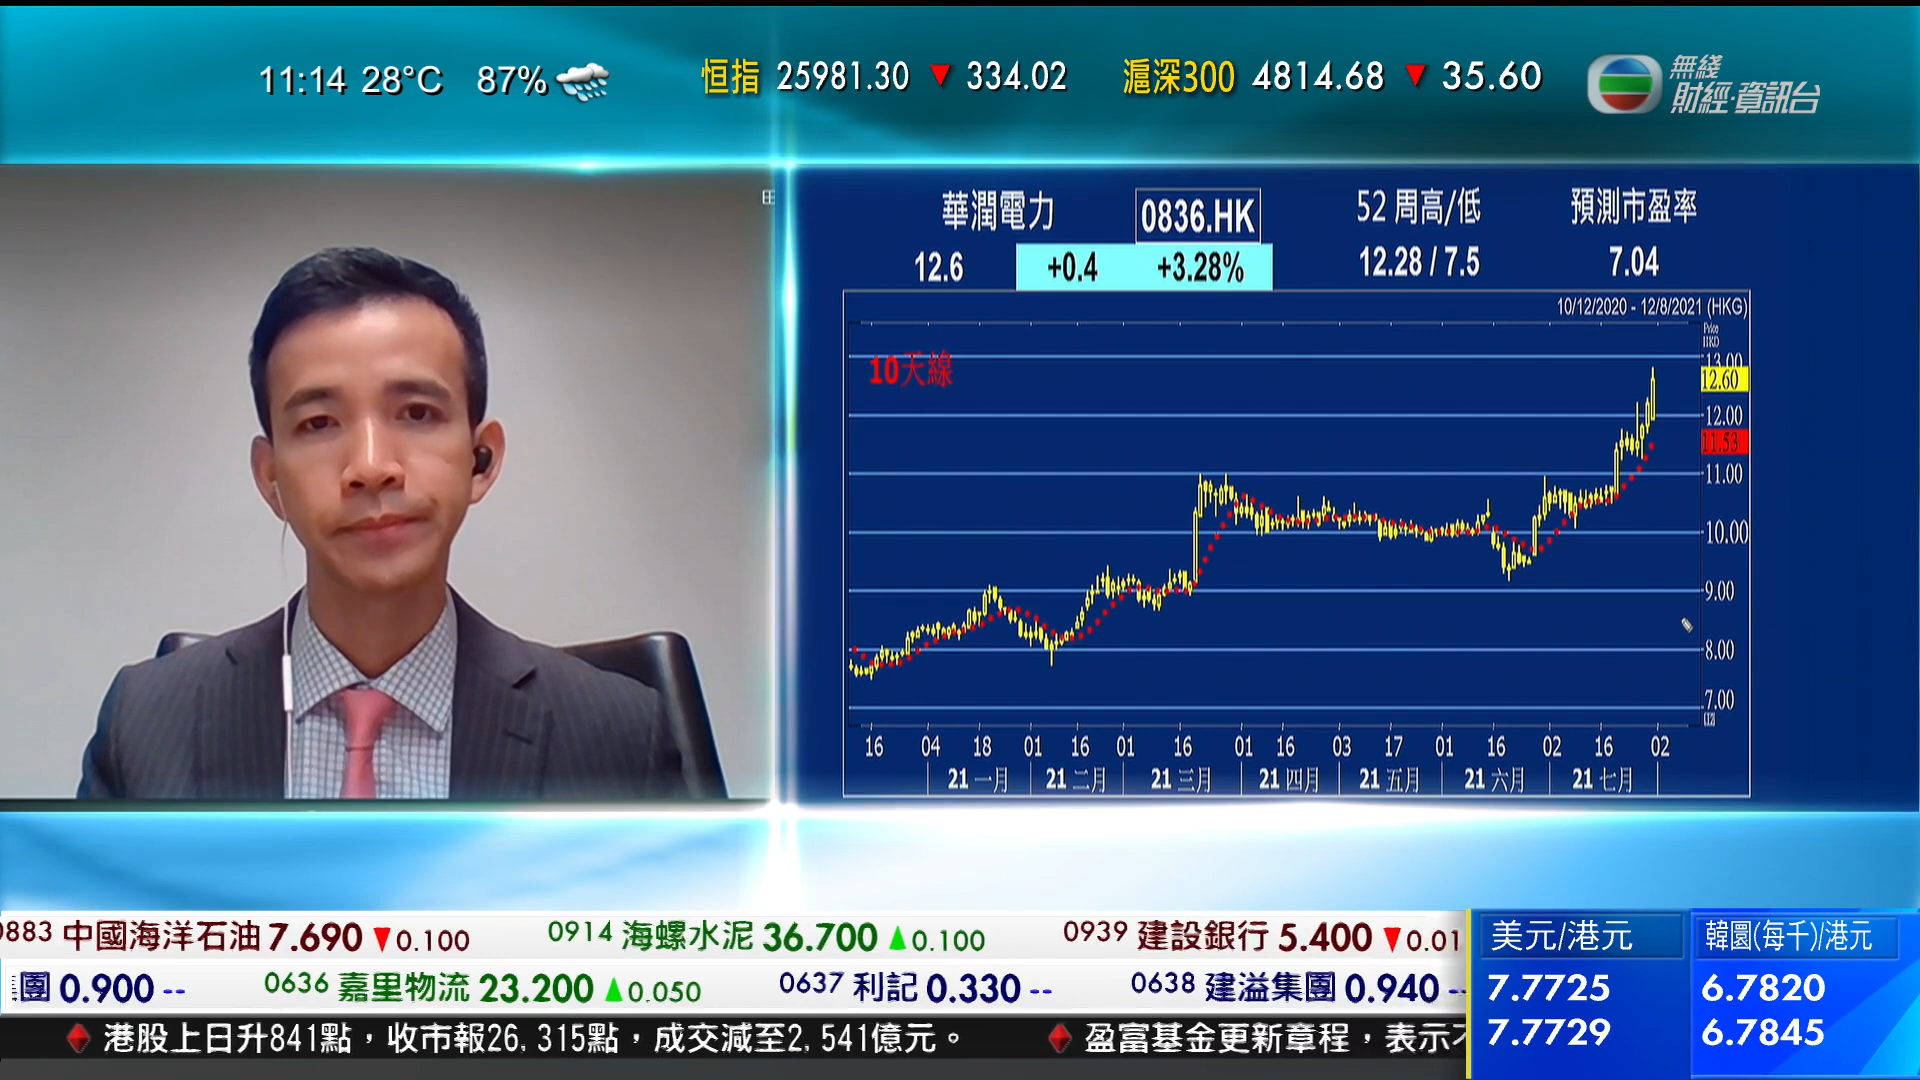 11:14 28°C 87%
恒指 25981.30 ▼ 334.02 滬深300 4814.68 ▼ 35.60
無綫
財經·資訊台
華潤電力 0836.HK 52 周高/低 預測市盈率
12.6 +0.4 +3.28% 12.28 / 7.5 7.04
10/12/2020 - 12/8/2021 (HKG)
Price
HKD
10天線
13.00
12.60
12.00
11.53
11.00
10.00
9.00
8.00
7.00
16 04 18 01 16 01 16 01 16 03 17 01 16 02 16 02
21 一月 21 二月 21 三月 21 四月 21 五月 21 六月 21 七月
0883 中國海洋石油 7.690 ▼ 0.100 0914 海螺水泥 36.700 ▲ 0.100 0939 建設銀行 5.400 ▼ 0.01
團 0.900 -- 0636 嘉里物流 23.200 ▲ 0.050 0637 利記 0.330 -- 0638 建溢集團 0.940 --
港股上日升841點，收市報26,315點，成交減至2,541億元。 盈富基金更新章程，表示
美元/港元
7.7725
7.7729
韓圜(每千)/港元
6.7820
6.7845